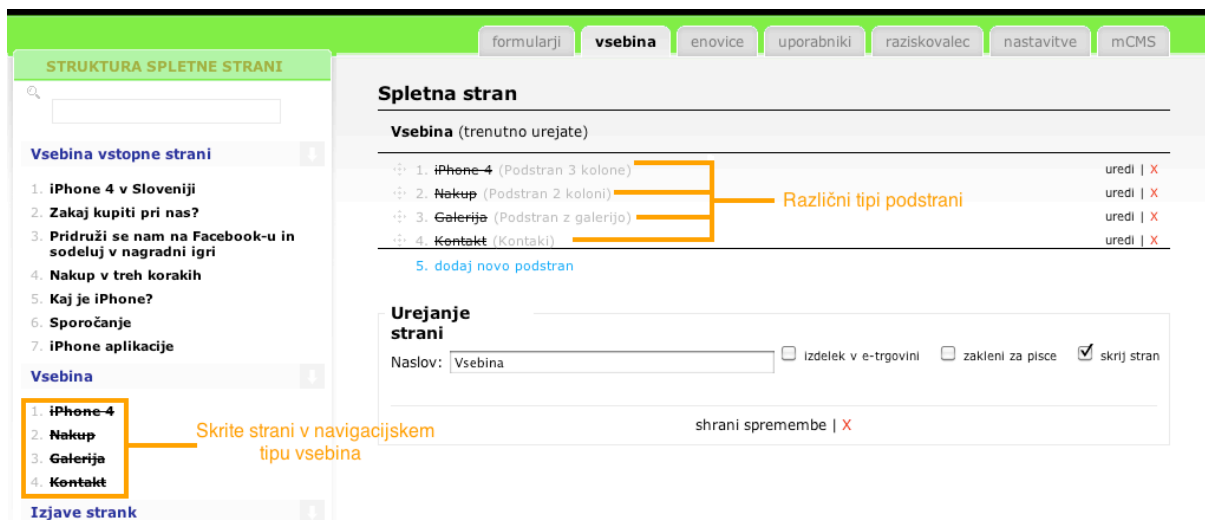 formularji vsebina enovice uporabniki raziskovalec nastavitve mCMS
STRUKTURA SPLETNE STRANI
Vsebina vstopne strani
1. iPhone 4 v Sloveniji
2. Zakaj kupiti pri nas?
3. Pridruži se nam na Facebook-u in
sodeluj v nagradni igri
4. Nakup v treh korakih
5. Kaj je iPhone?
6. Sporočanje
7. iPhone aplikacije
Vsebina
1. iPhone 4
2. Nakup
3. Galerija
4. Kontakt
Skrite strani v navigacijskem
tipu vsebina
Izjave strank
Spletna stran
Vsebina (trenutno urejate)
1. iPhone 4 (Podstran 3 kolone) uredi | X
2. Nakup (Podstran 2 koloni) uredi | X
3. Galerija (Podstran z galerijo) uredi | X
4. Kontakt (Kontaki) uredi | X
Različni tipi podstrani
5. dodaj novo podstran
Urejanje
strani
Naslov: Vsebina izdelek v e-trgovini zakleni za pisce skrij stran
shrani spremembe | X